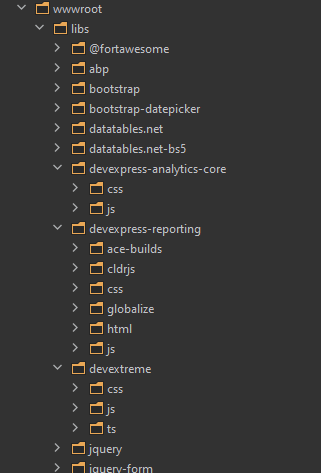 wwwroot
libs
@fortawesome
abp
bootstrap
bootstrap-datepicker
datatables.net
datatables.net-bs5
devexpress-analytics-core
css
js
devexpress-reporting
ace-builds
cldrjs
css
globalize
html
js
devextreme
css
js
ts
jquery
jquery-form